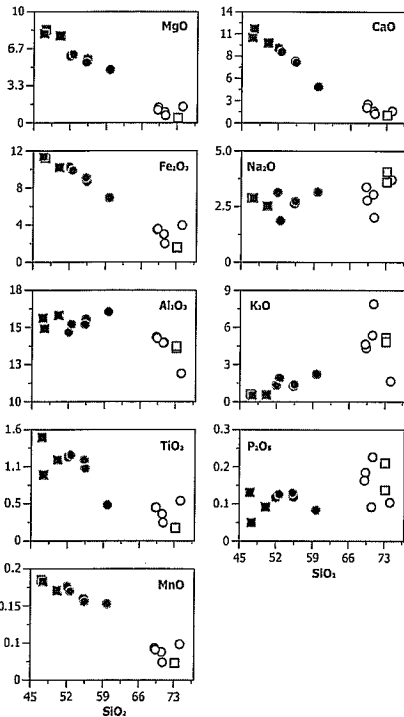 10 MgO
6.7
3.3
0
14 CaO
11
8
6
3
0
12 Fe₂O₃
8
4
0
5.0 Na₂O
2.5
0
18 Al₂O₃
15
13
10
9 K₂O
6
3
0
1.6 TiO₂
1.1
0.5
0
0.3 P₂O₅
0.2
0.1
0
45 52 59 66 73
SiO₂
0.2 MnO
0.15
0.1
0
45 52 59 66 73
SiO₂